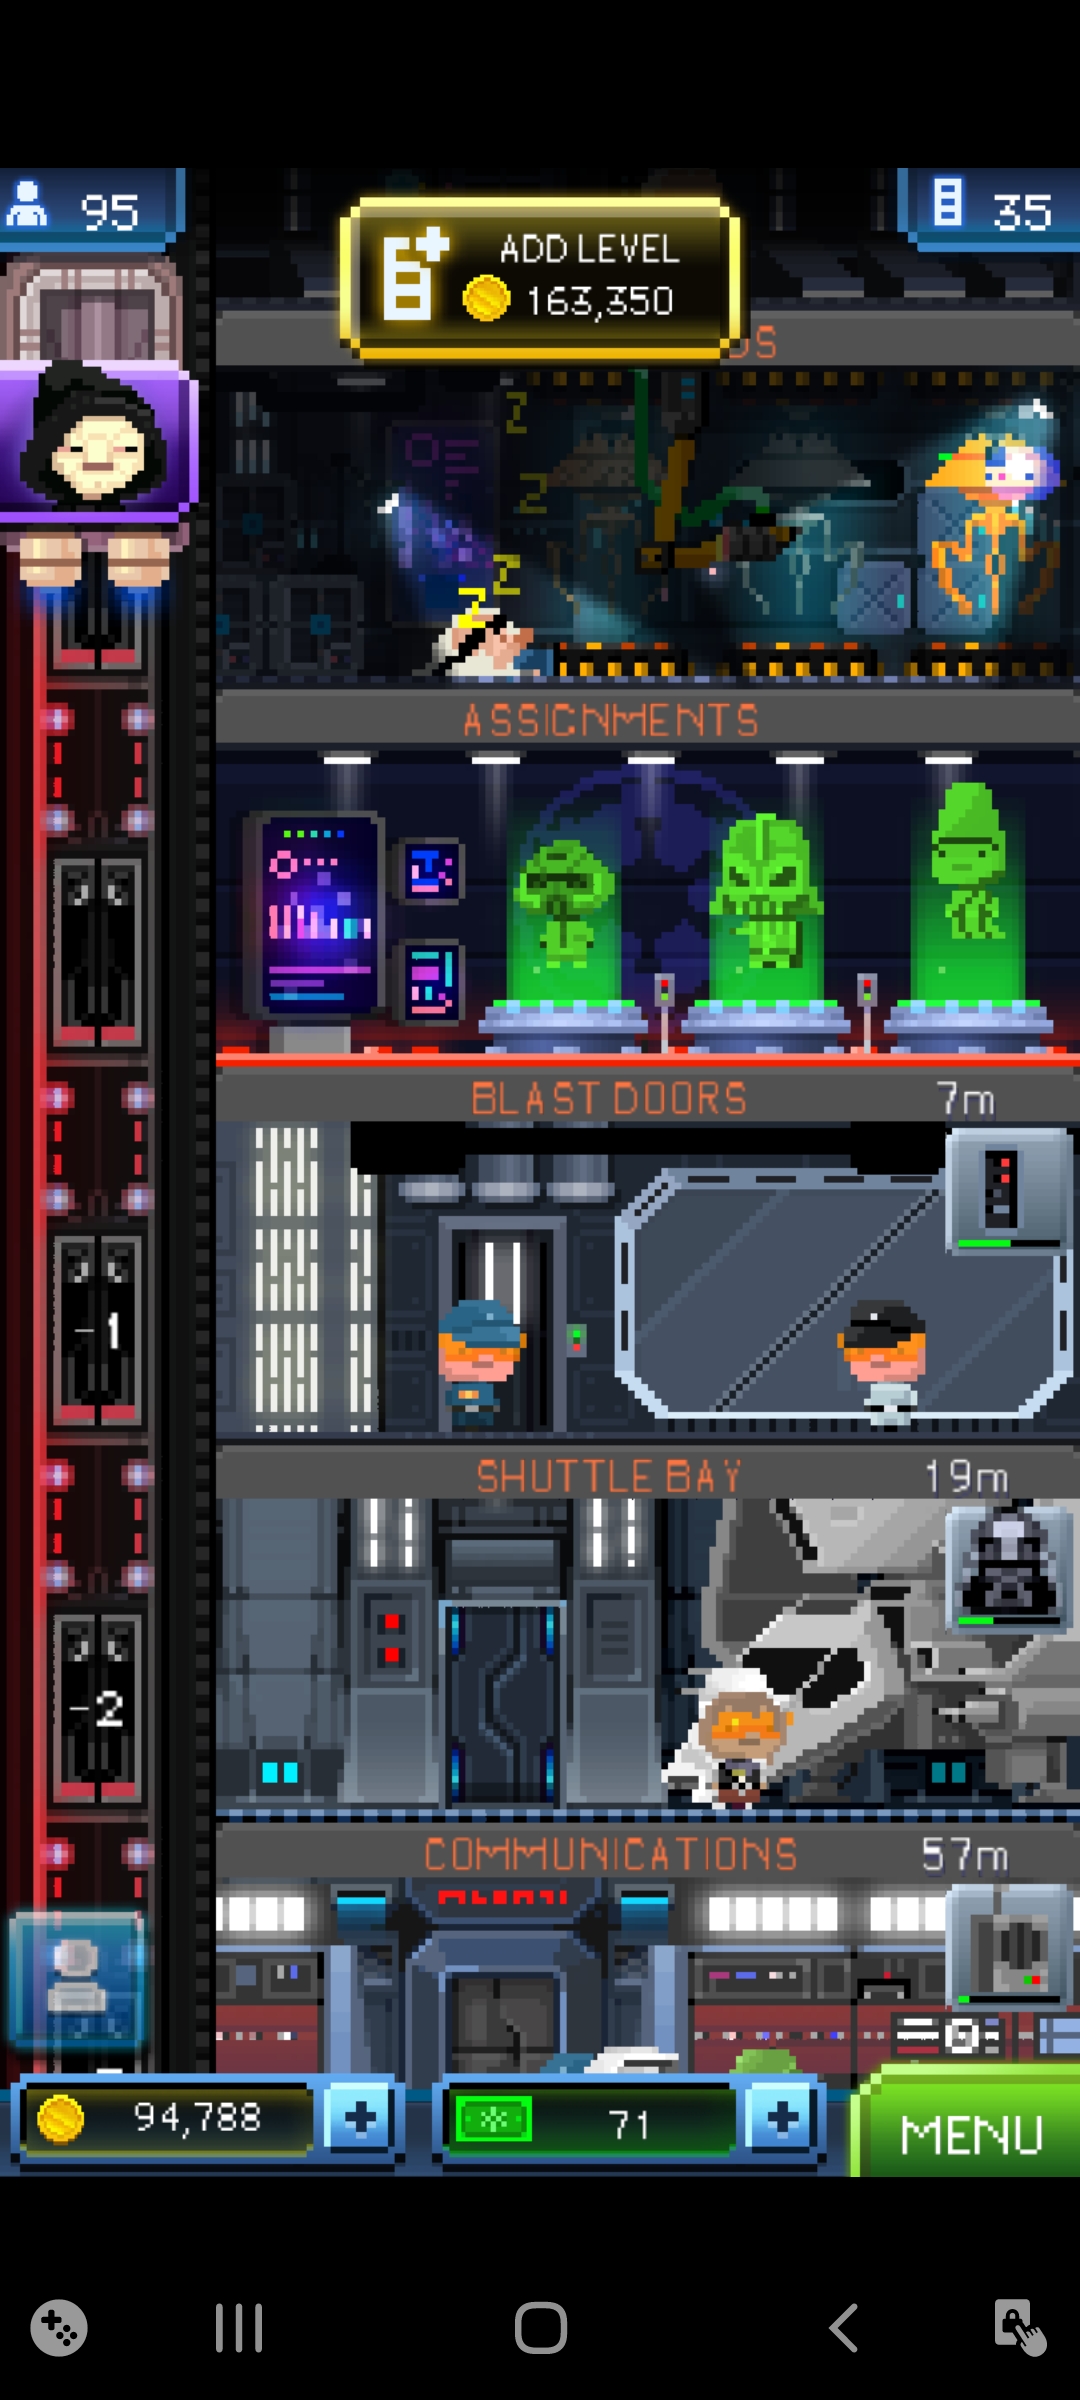 95
ADD LEVEL
163,350
35
DS
Z
Z
Z
Z
ASSIGNMENTS
BLAST DOORS 7m
-1
SHUTTLE BAY 19m
-2
COMMUNICATIONS 57m
94,788
71
MENU